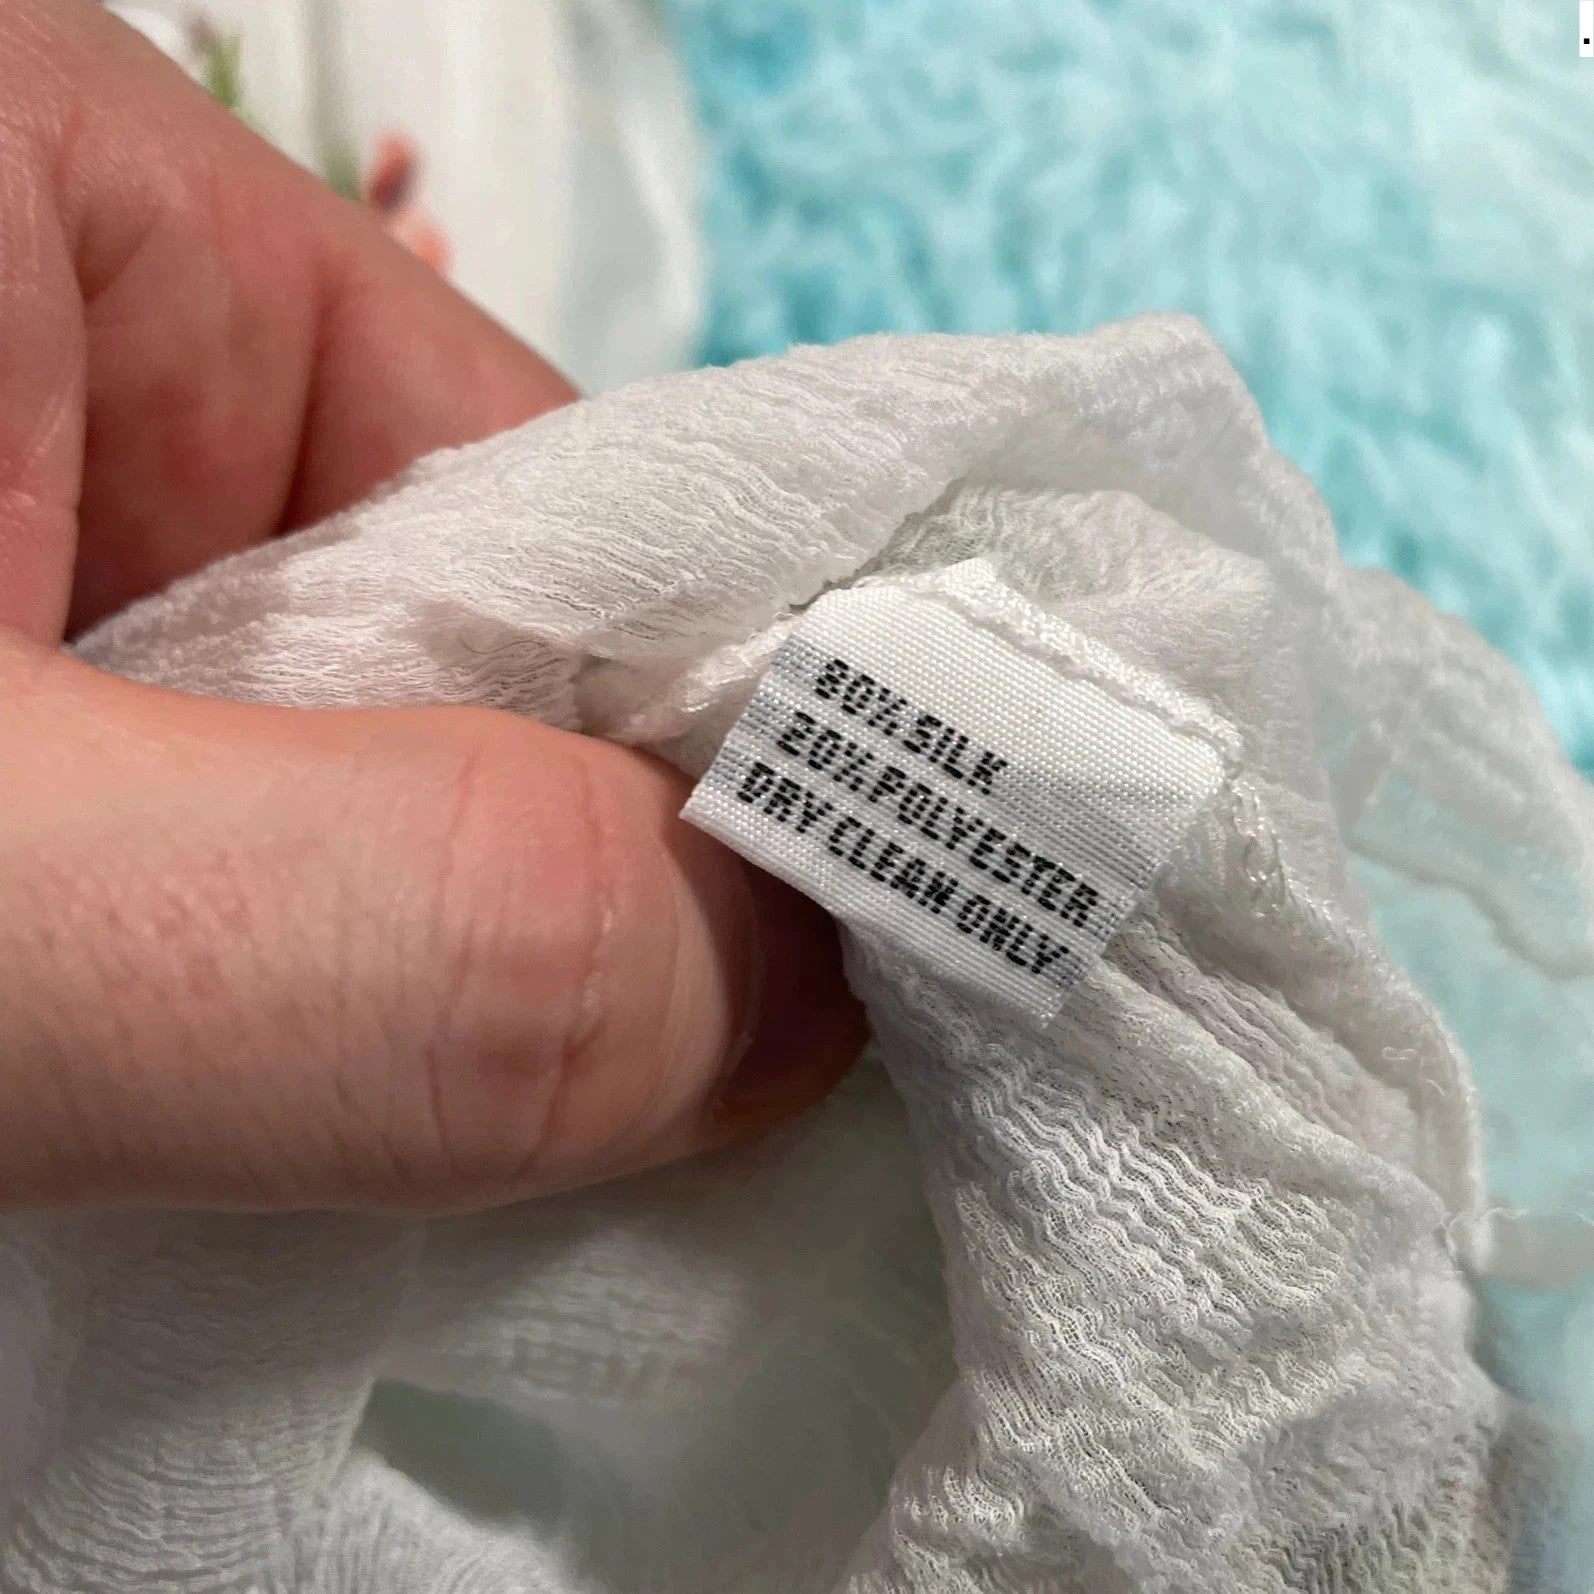 80% SILK
20% POLYESTER
DRY CLEAN ONLY
.